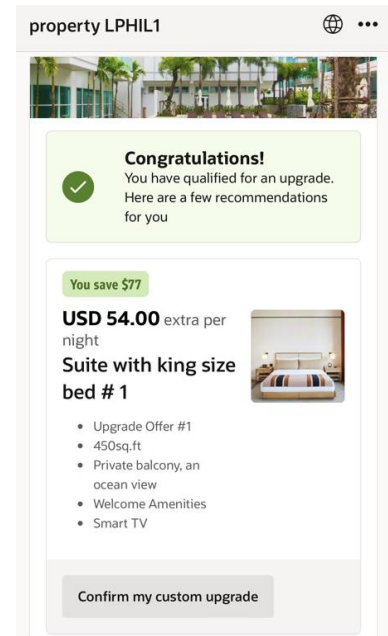 property LPHIL1
Congratulations!
You have qualified for an upgrade.
Here are a few recommendations
for you
You save $77
USD 54.00 extra per
night
Suite with king size
bed # 1
Upgrade Offer #1
450sq.ft
Private balcony, an
ocean view
Welcome Amenities
Smart TV
Confirm my custom upgrade